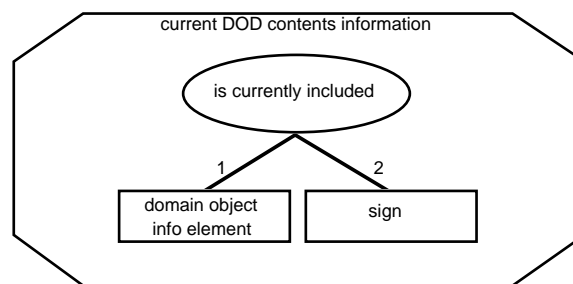 current DOD contents information
is currently included
1
2
domain object
info element
sign